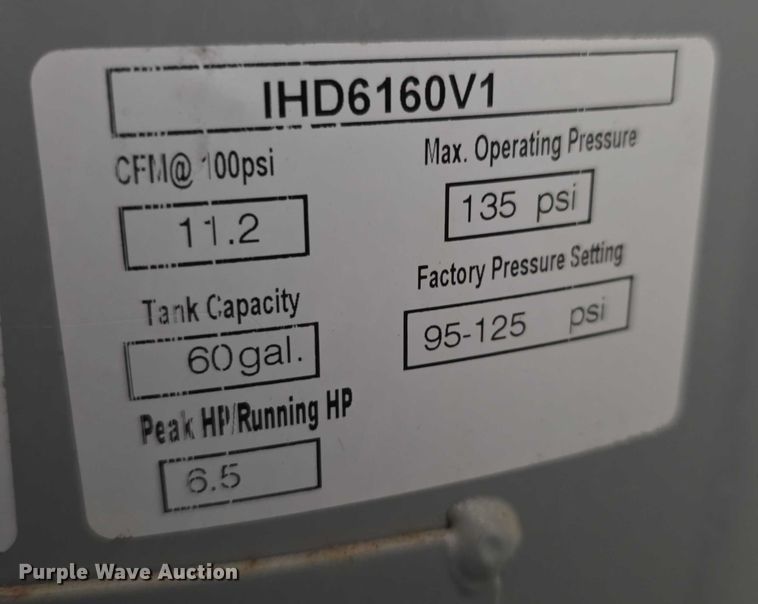 IHD6160V1
CFM@ 100psi
11.2
Tank Capacity
60gal.
Peak HP/Running HP
6.5
Max. Operating Pressure
135 psi
Factory Pressure Setting
95-125 psi
Purple Wave Auction